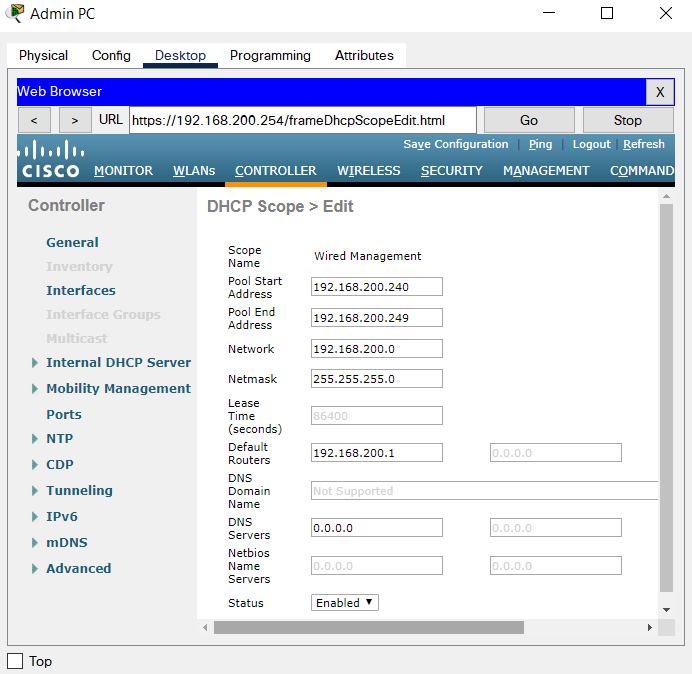 Admin PC
Physical Config Desktop Programming Attributes
Web Browser X
< > URL https://192.168.200.254/frameDhcpScopeEdit.html Go Stop
Save Configuration | Ping | Logout | Refresh
CISCO MONITOR WLANs CONTROLLER WIRELESS SECURITY MANAGEMENT COMMAND
Controller
General
Inventory
Interfaces
Interface Groups
Multicast
Internal DHCP Server
Mobility Management
Ports
NTP
CDP
Tunneling
IPv6
mDNS
Advanced
DHCP Scope > Edit
Scope
Name Wired Management
Pool Start
Address 192.168.200.240
Pool End
Address 192.168.200.249
Network 192.168.200.0
Netmask 255.255.255.0
Lease
Time 86400
(seconds)
Default
Routers 192.168.200.1 0.0.0.0
DNS
Domain Not Supported
Name
DNS
Servers 0.0.0.0 0.0.0.0
Netbios
Name 0.0.0.0 0.0.0.0
Servers
Status Enabled
Top